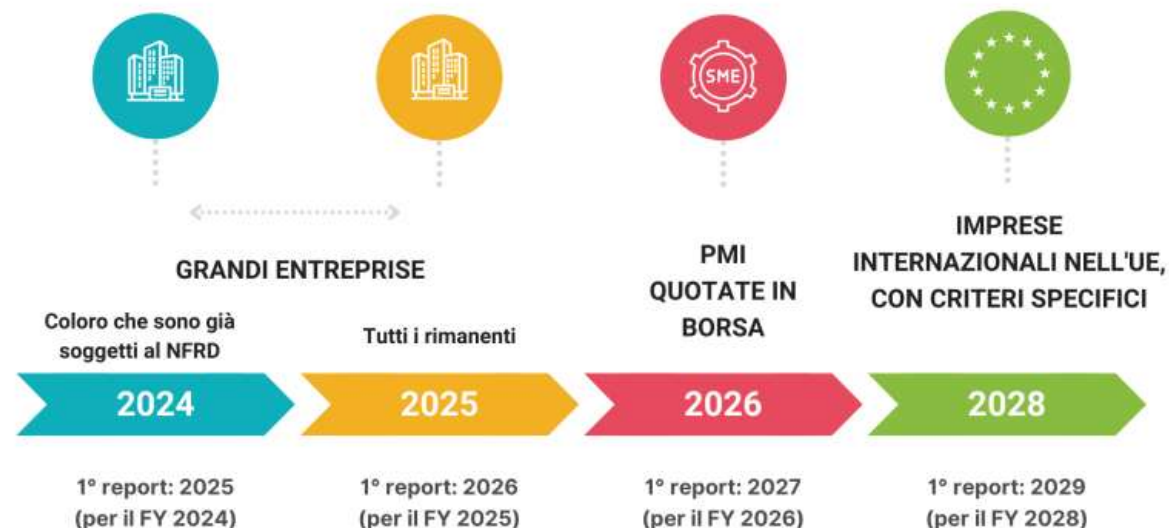 SME
GRANDI ENTREPRISE
Coloro che sono già
soggetti al NFRD
Tutti i rimanenti
PMI
QUOTATE IN
BORSA
IMPRESE
INTERNAZIONALI NELL'UE,
CON CRITERI SPECIFICI
2024
2025
2026
2028
1° report: 2025
(per il FY 2024)
1° report: 2026
(per il FY 2025)
1° report: 2027
(per il FY 2026)
1° report: 2029
(per il FY 2028)